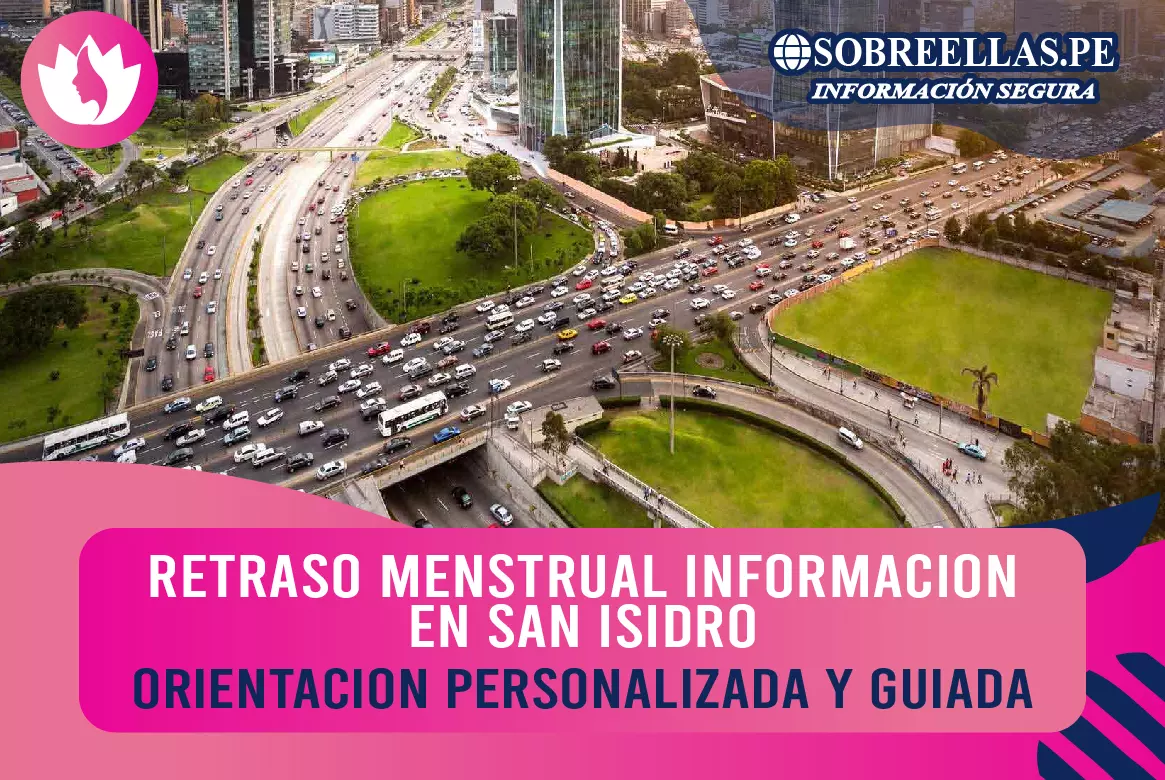 SOBREELLAS.PE
INFORMACIÓN SEGURA
RETRASO MENSTRUAL INFORMACION
EN SAN ISIDRO
ORIENTACION PERSONALIZADA Y GUIADA